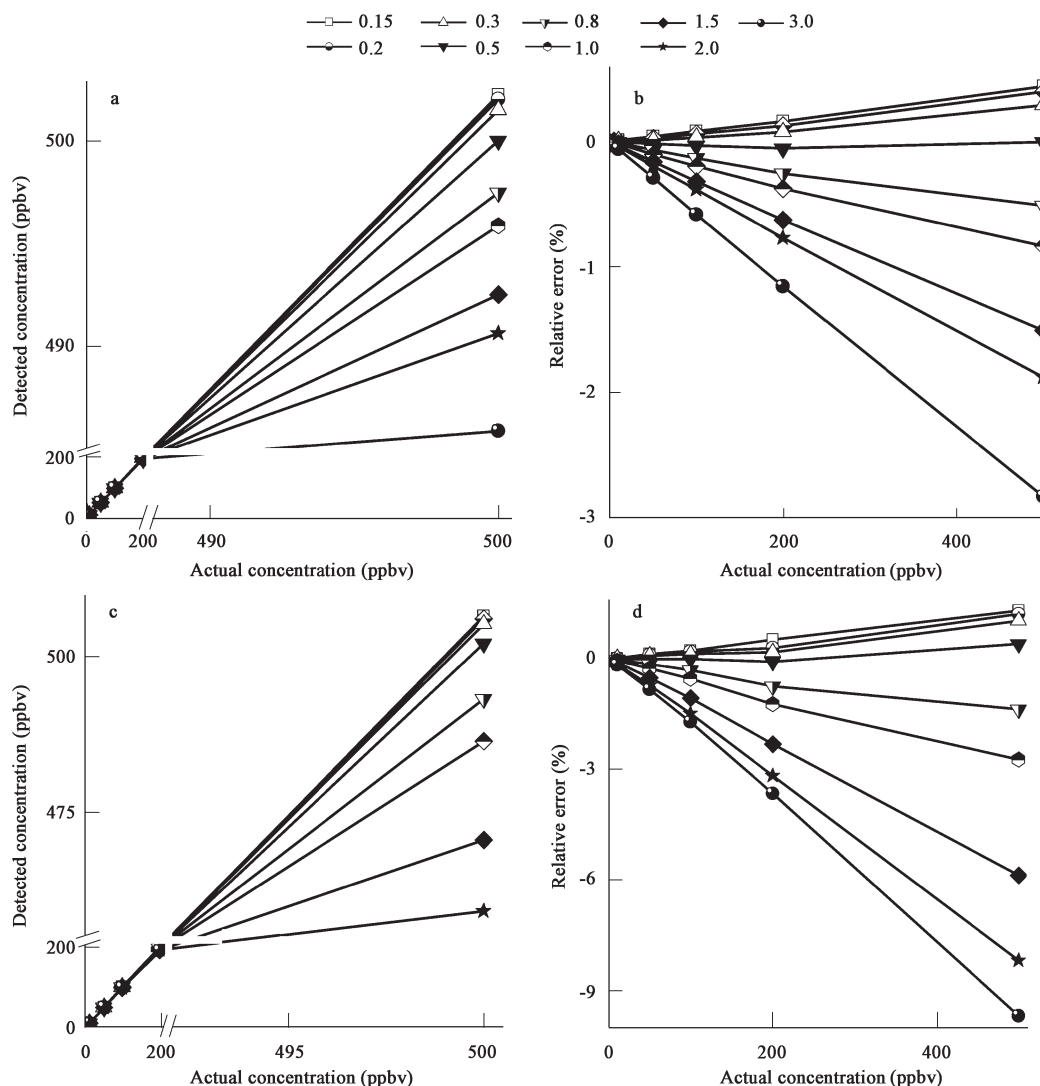 0.15 0.3 0.8 1.5 3.0
0.2 0.5 1.0 2.0
a
500
490
200
0
Detected concentration (ppbv)
0 200 490 500
Actual concentration (ppbv)
b
0
-1
-2
-3
Relative error (%)
0 200 400
Actual concentration (ppbv)
c
500
475
200
0
Detected concentration (ppbv)
0 200 495 500
Actual concentration (ppbv)
d
0
-3
-6
-9
Relative error (%)
0 200 400
Actual concentration (ppbv)